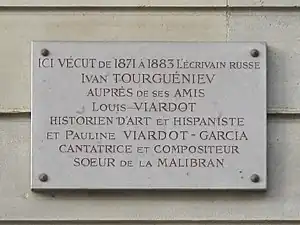 ICI VÉCUT DE 1871 À 1883 L'ÉCRIVAIN RUSSE
IVAN TOURGUÉNIEV
AUPRÈS DE SES AMIS
LOUIS VIARDOT
HISTORIEN D'ART ET HISPANISTE
ET PAULINE VIARDOT-GARCIA
CANTATRICE ET COMPOSITEUR
SOEUR DE LA MALIBRAN